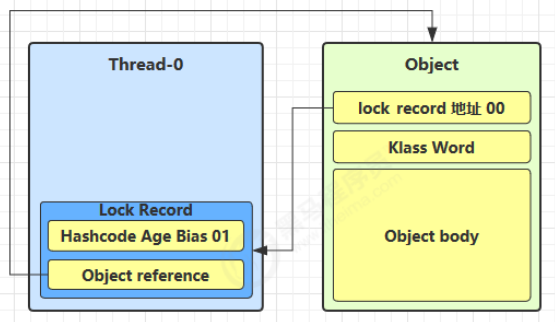 Thread-0
Lock Record
Hashcode Age Bias 01
Object reference
Object
lock record 地址 00
Klass Word
Object body